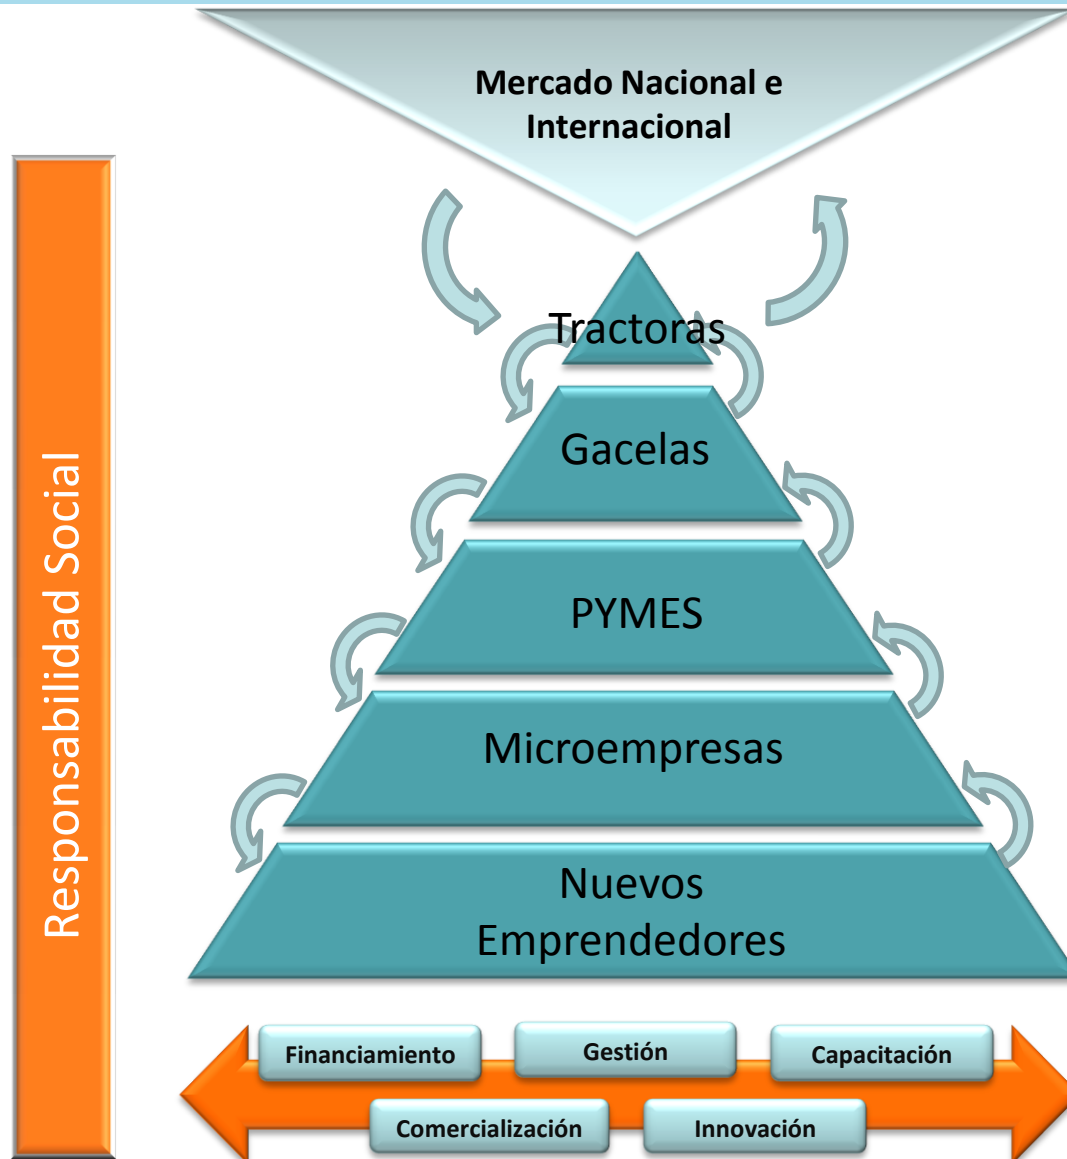 Mercado Nacional e
Internacional
Responsabilidad Social
Tractoras
Gacelas
PYMES
Microempresas
Nuevos
Emprendedores
Financiamiento
Gestión
Capacitación
Comercialización
Innovación